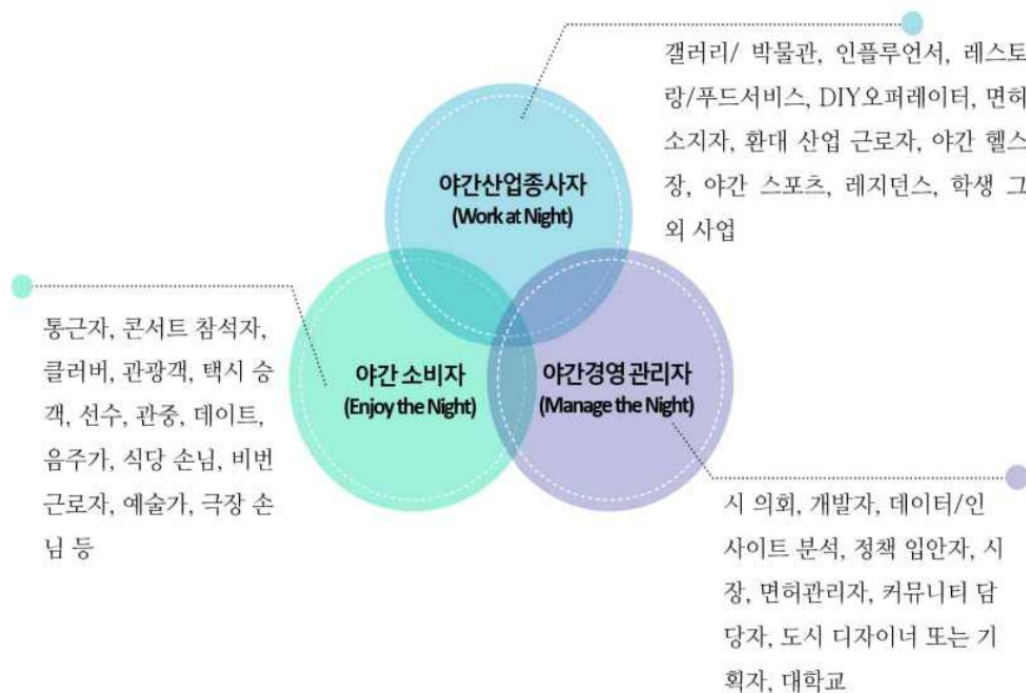 갤러리/ 박물관, 인플루언서, 레스토
랑/푸드서비스, DIY오퍼레이터, 면허
소지자, 환대 산업 근로자, 야간 헬스
장, 야간 스포츠, 레지던스, 학생 그
외 사업
야간산업종사자
(Work at Night)
통근자, 콘서트 참석자,
클러버, 관광객, 택시 승
객, 선수, 관중, 데이트,
음주가, 식당 손님, 비번
근로자, 예술가, 극장 손
님 등
야간 소비자
(Enjoy the Night)
야간경영 관리자
(Manage the Night)
시 의회, 개발자, 데이터/인
사이트 분석, 정책 입안자, 시
장, 면허관리자, 커뮤니티 담
당자, 도시 디자이너 또는 기
획자, 대학교